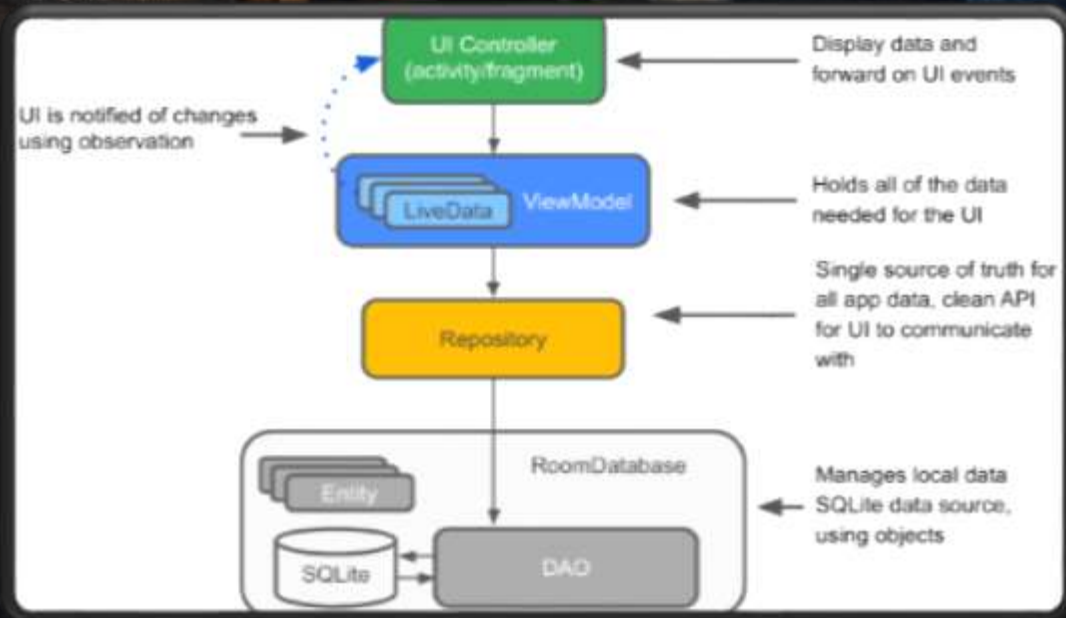 UI Controller
(activity/fragment)
Display data and
forward on UI events
UI is notified of changes
using observation
LiveData
ViewModel
Holds all of the data
needed for the UI
Single source of truth for
all app data, clean API
for UI to communicate
with
Repository
RoomDatabase
Entity
SQLite
DAO
Manages local data
SQLite data source,
using objects